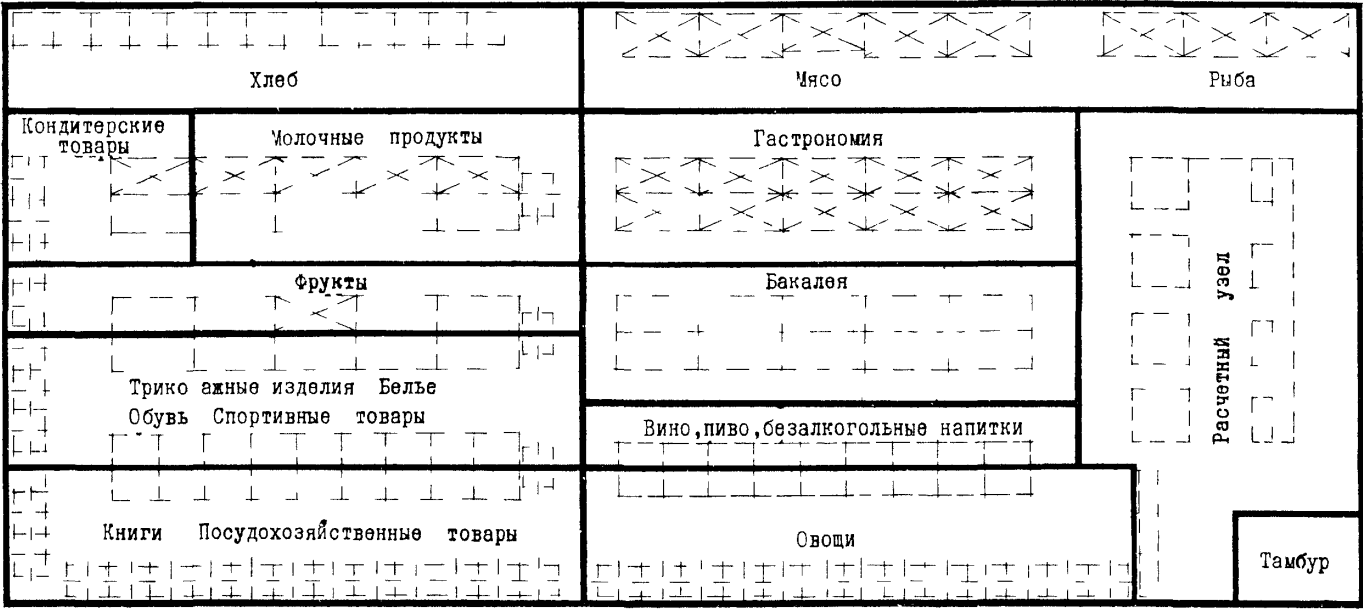 Хлеб
Мясо
Рыба
Кондитерские
товары
Молочные продукты
Гастрономия
Фрукты
Бакалея
Расчетный узел
Трико ажные изделия Белье
Обувь Спортивные товары
Вино,пиво,безалкогольные напитки
Книги Посудохозяйственные товары
Овощи
Тамбур